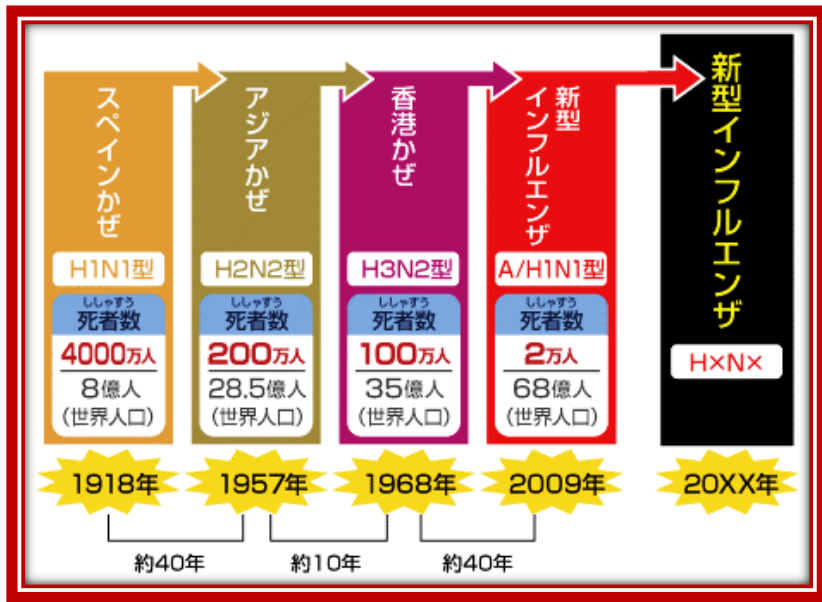 スペインかぜ
H1N1型
ししゃすう
死者数
4000万人
8億人
(世界人口)
1918年
アジアかぜ
H2N2型
ししゃすう
死者数
200万人
28.5億人
(世界人口)
1957年
香港かぜ
H3N2型
ししゃすう
死者数
100万人
35億人
(世界人口)
1968年
新型
インフルエンザ
A/H1N1型
ししゃすう
死者数
2万人
68億人
(世界人口)
2009年
新型インフルエンザ
H×N×
20XX年
約40年
約10年
約40年